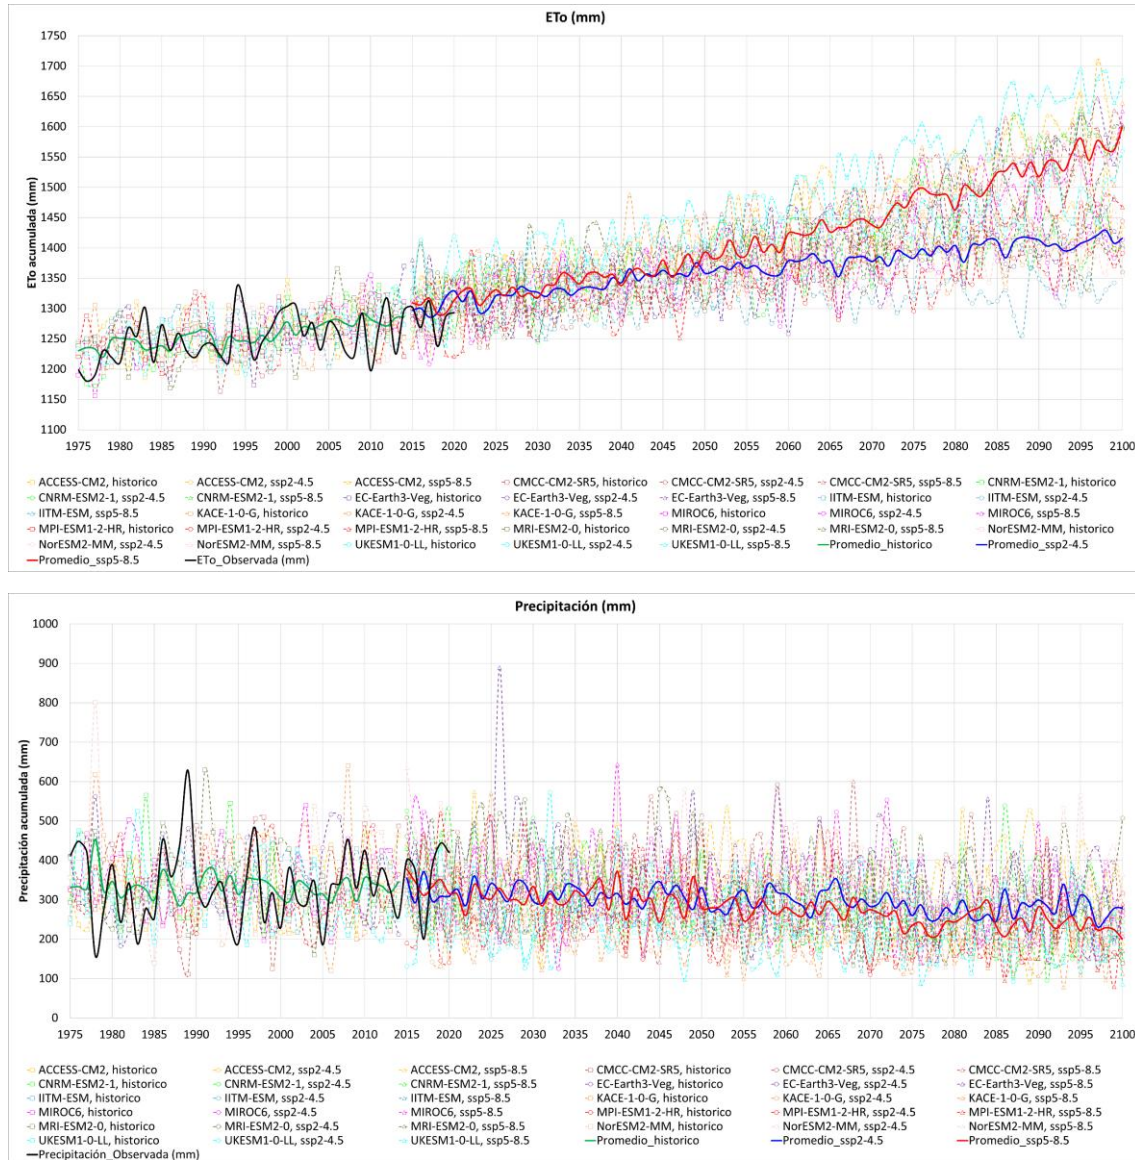 ETo (mm)
1750
1700
1650
1600
1550
1500
1450
1400
1350
1300
1250
1200
1150
1100
ETo acumulada (mm)
1975 1980 1985 1990 1995 2000 2005 2010 2015 2020 2025 2030 2035 2040 2045 2050 2055 2060 2065 2070 2075 2080 2085 2090 2095 2100
ACCESS-CM2, historico ACCESS-CM2, ssp2-4.5 ACCESS-CM2, ssp5-8.5 CMCC-CM2-SR5, historico CMCC-CM2-SR5, ssp2-4.5 CMCC-CM2-SR5, ssp5-8.5 CNRM-ESM2-1, historico
CNRM-ESM2-1, ssp2-4.5 CNRM-ESM2-1, ssp5-8.5 EC-Earth3-Veg, historico EC-Earth3-Veg, ssp2-4.5 EC-Earth3-Veg, ssp5-8.5 IITM-ESM, historico IITM-ESM, ssp2-4.5
IITM-ESM, ssp5-8.5 KACE-1-0-G, historico KACE-1-0-G, ssp2-4.5 KACE-1-0-G, ssp5-8.5 MIROC6, historico MIROC6, ssp2-4.5 MIROC6, ssp5-8.5
MPI-ESM1-2-HR, historico MPI-ESM1-2-HR, ssp2-4.5 MPI-ESM1-2-HR, ssp5-8.5 MRI-ESM2-0, historico MRI-ESM2-0, ssp2-4.5 MRI-ESM2-0, ssp5-8.5 NorESM2-MM, historico
NorESM2-MM, ssp2-4.5 NorESM2-MM, ssp5-8.5 UKESM1-0-LL, historico UKESM1-0-LL, ssp2-4.5 UKESM1-0-LL, ssp5-8.5 Promedio_historico Promedio_ssp2-4.5
Promedio_ssp5-8.5 ETo_Observada (mm)
Precipitación (mm)
1000
900
800
700
600
500
400
300
200
100
0
Precipitación acumulada (mm)
1975 1980 1985 1990 1995 2000 2005 2010 2015 2020 2025 2030 2035 2040 2045 2050 2055 2060 2065 2070 2075 2080 2085 2090 2095 2100
ACCESS-CM2, historico ACCESS-CM2, ssp2-4.5 ACCESS-CM2, ssp5-8.5 CMCC-CM2-SR5, historico CMCC-CM2-SR5, ssp2-4.5 CMCC-CM2-SR5, ssp5-8.5
CNRM-ESM2-1, historico CNRM-ESM2-1, ssp2-4.5 CNRM-ESM2-1, ssp5-8.5 EC-Earth3-Veg, historico EC-Earth3-Veg, ssp2-4.5 EC-Earth3-Veg, ssp5-8.5
IITM-ESM, historico IITM-ESM, ssp2-4.5 IITM-ESM, ssp5-8.5 KACE-1-0-G, historico KACE-1-0-G, ssp2-4.5 KACE-1-0-G, ssp5-8.5
MIROC6, historico MIROC6, ssp2-4.5 MIROC6, ssp5-8.5 MPI-ESM1-2-HR, historico MPI-ESM1-2-HR, ssp2-4.5 MPI-ESM1-2-HR, ssp5-8.5
MRI-ESM2-0, historico MRI-ESM2-0, ssp2-4.5 MRI-ESM2-0, ssp5-8.5 NorESM2-MM, historico NorESM2-MM, ssp2-4.5 NorESM2-MM, ssp5-8.5
UKESM1-0-LL, historico UKESM1-0-LL, ssp2-4.5 UKESM1-0-LL, ssp5-8.5 Promedio_historico Promedio_ssp2-4.5 Promedio_ssp5-8.5
Precipitación_Observada (mm)